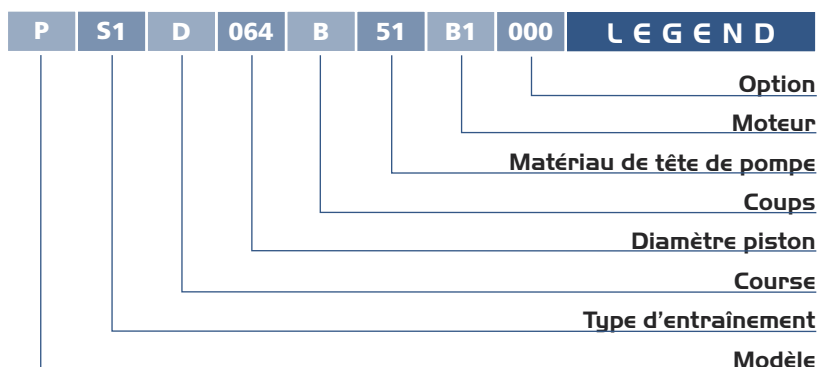 P S1 D 064 B 51 B1 000 LEGEND
Option
Moteur
Matériau de tête de pompe
Coups
Diamètre piston
Course
Type d'entraînement
Modèle